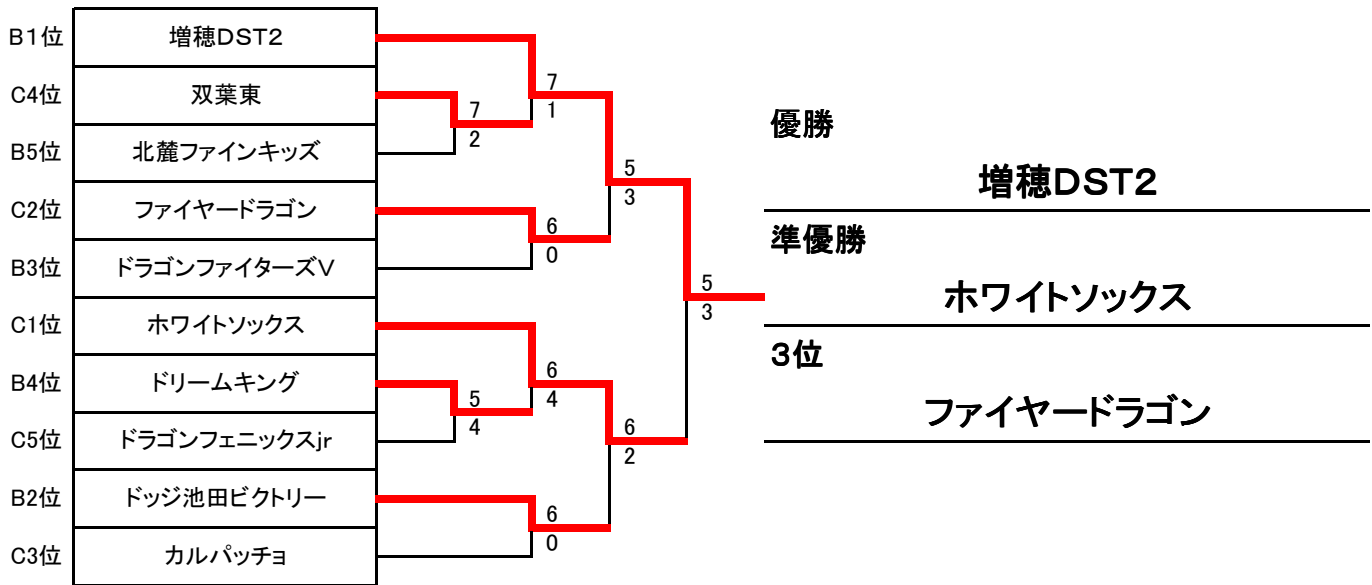 B1位 増穂DST2
C4位 双葉東
B5位 北麓ファインキッズ
C2位 ファイヤードラゴン
B3位 ドラゴンファイターズV
C1位 ホワイトソックス
B4位 ドリームキング
C5位 ドラゴンフェニックスjr
B2位 ドッジ池田ビクトリー
C3位 カルパッチョ
7
2
5
4
7
1
6
0
6
4
6
0
5
3
6
2
5
3
優勝
増穂DST2
準優勝
ホワイトソックス
3位
ファイヤードラゴン